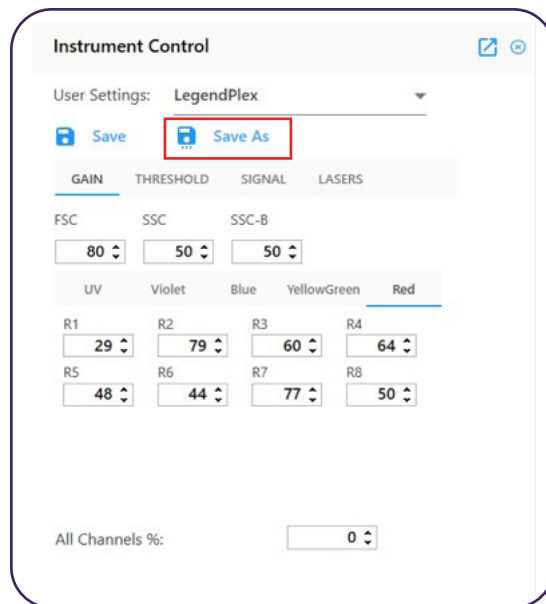 Instrument Control
User Settings: LegendPlex
Save Save As
GAIN THRESHOLD SIGNAL LASERS
FSC SSC SSC-B
80 50 50
UV Violet Blue YellowGreen Red
R1 R2 R3 R4
29 79 60 64
R5 R6 R7 R8
48 44 77 50
All Channels %: 0